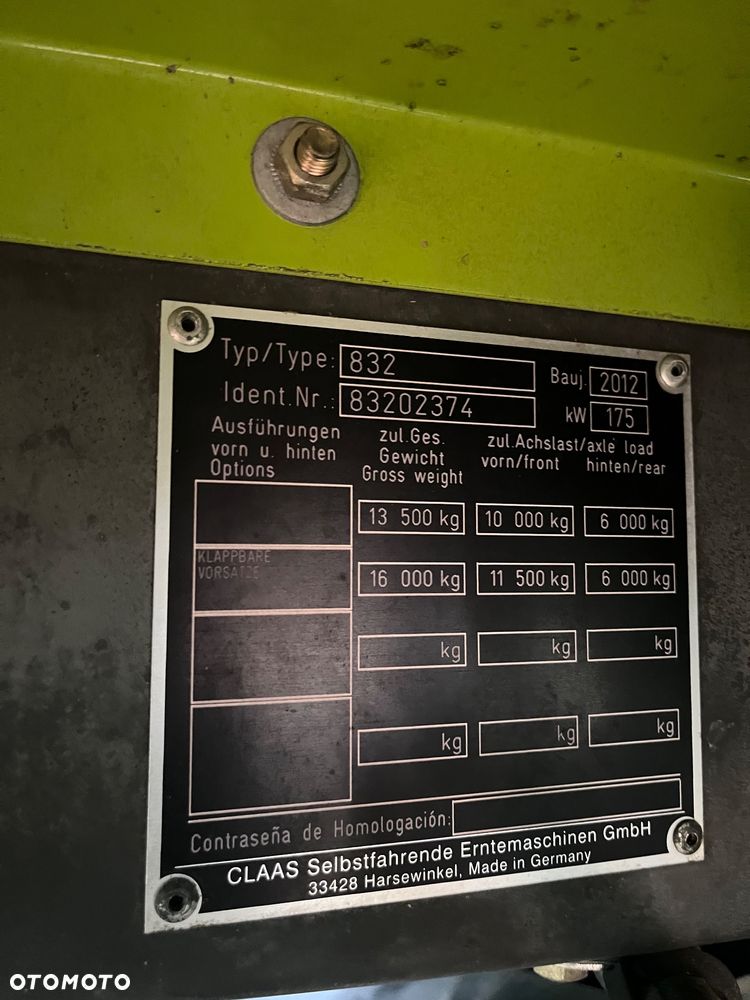 Typ/Type: 832 Bauj. 2012
Ident.Nr.: 83202374 kW 175
Ausführungen vorn u. hinten Options
zul.Ges. Gewicht Gross weight
zul.Achslast/axle load
vorn/front hinten/rear
13 500 kg 10 000 kg 6 000 kg
KLAPPBARE
VORSÄTZE
16 000 kg 11 500 kg 6 000 kg
kg kg kg
kg kg kg
Contraseña de Homologación:
CLAAS Selbstfahrende Erntemaschinen GmbH
33428 Harsewinkel, Made in Germany
OTOMOTO